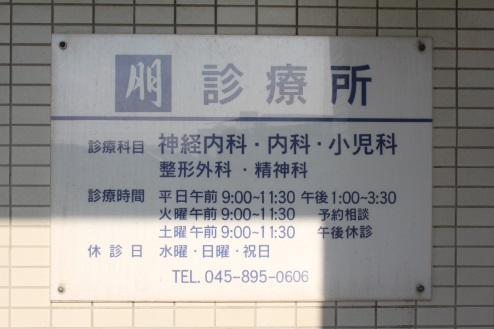 朋 診療所
診療科目 神経内科・内科・小児科
整形外科・精神科
診療時間 平日午前 9:00~11:30 午後 1:00~3:30
火曜午前 9:00~11:30 予約相談
土曜午前 9:00~11:30 午後休診
休診日 水曜・日曜・祝日
TEL. 045-895-0606